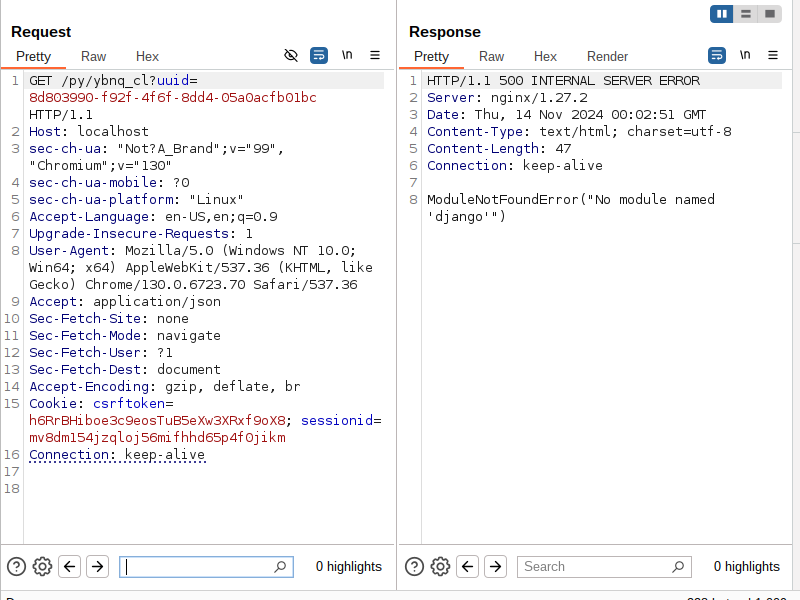 Request
Pretty Raw Hex
\n
1 GET /py/ybnq_cl?uuid=
8d803990-f92f-4f6f-8dd4-05a0acfb01bc
HTTP/1.1
2 Host: localhost
3 sec-ch-ua: "Not?A_Brand";v="99",
"Chromium";v="130"
4 sec-ch-ua-mobile: ?0
5 sec-ch-ua-platform: "Linux"
6 Accept-Language: en-US,en;q=0.9
7 Upgrade-Insecure-Requests: 1
8 User-Agent: Mozilla/5.0 (Windows NT 10.0;
Win64; x64) AppleWebKit/537.36 (KHTML, like
Gecko) Chrome/130.0.6723.70 Safari/537.36
9 Accept: application/json
10 Sec-Fetch-Site: none
11 Sec-Fetch-Mode: navigate
12 Sec-Fetch-User: ?1
13 Sec-Fetch-Dest: document
14 Accept-Encoding: gzip, deflate, br
15 Cookie: csrftoken=
h6RrBHiboe3c9eosTuB5eXw3XRxf9oX8; sessionid=
mv8dm154jzqloj56mifhhd65p4f0jikm
16 Connection: keep-alive
17
18
0 highlights
Response
Pretty Raw Hex Render
\n
1 HTTP/1.1 500 INTERNAL SERVER ERROR
2 Server: nginx/1.27.2
3 Date: Thu, 14 Nov 2024 00:02:51 GMT
4 Content-Type: text/html; charset=utf-8
5 Content-Length: 47
6 Connection: keep-alive
7
8 ModuleNotFoundError("No module named
'django'")
Search
0 highlights